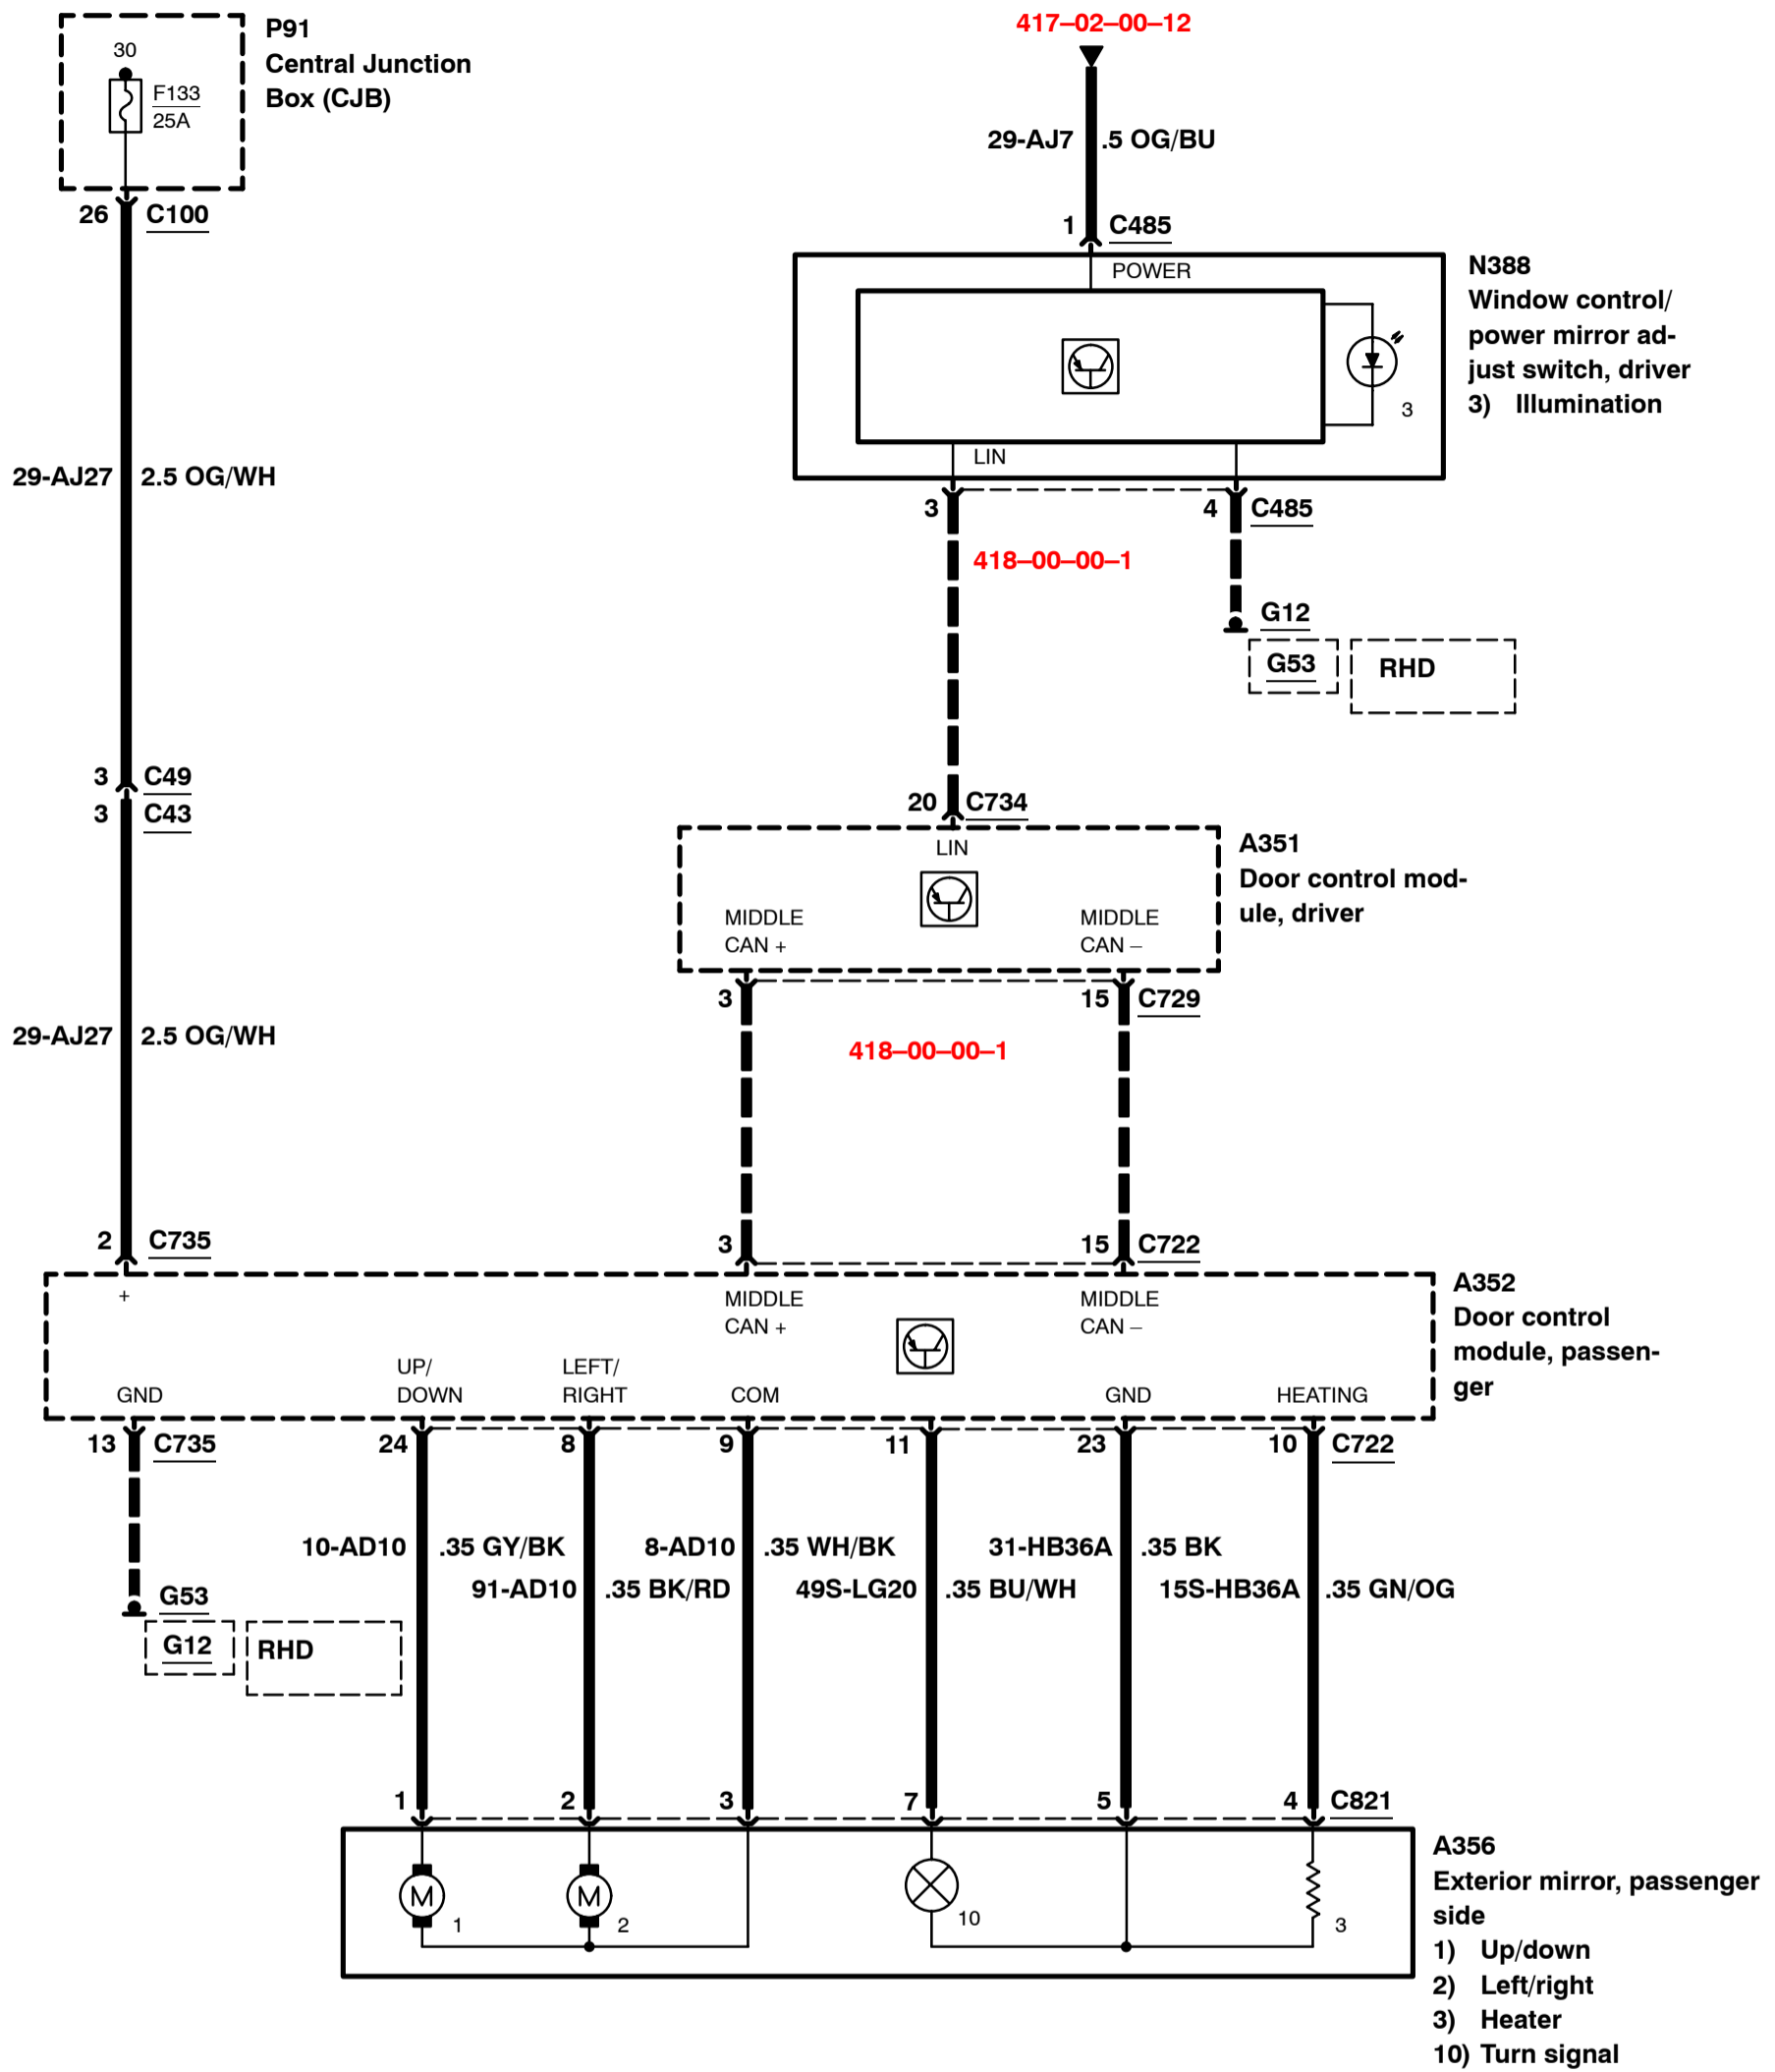 P91
Central Junction
Box (CJB)
30
F133
25A
26 C100
417–02–00–12
29-AJ7 .5 OG/BU
1 C485
POWER
N388
Window control/
power mirror ad-
just switch, driver
3) Illumination
3
LIN
29-AJ27 2.5 OG/WH
3 4 C485
418–00–00–1
G12
G53 RHD
3 C49
3 C43
20 C734
LIN
A351
Door control mod-
ule, driver
MIDDLE MIDDLE
CAN + CAN –
3 15 C729
29-AJ27 2.5 OG/WH
418–00–00–1
2 C735
3 15 C722
A352
Door control
module, passen-
ger
+
MIDDLE MIDDLE
CAN + CAN –
UP/ LEFT/
GND DOWN RIGHT COM GND HEATING
13 C735 24 8 9 11 23 10 C722
10-AD10 .35 GY/BK 8-AD10 .35 WH/BK 31-HB36A .35 BK
91-AD10 .35 BK/RD 49S-LG20 .35 BU/WH 15S-HB36A .35 GN/OG
G53
G12 RHD
1 2 3 7 5 4 C821
A356
Exterior mirror, passenger
side
1) Up/down
2) Left/right
3) Heater
10) Turn signal
M M
1 2 10 3